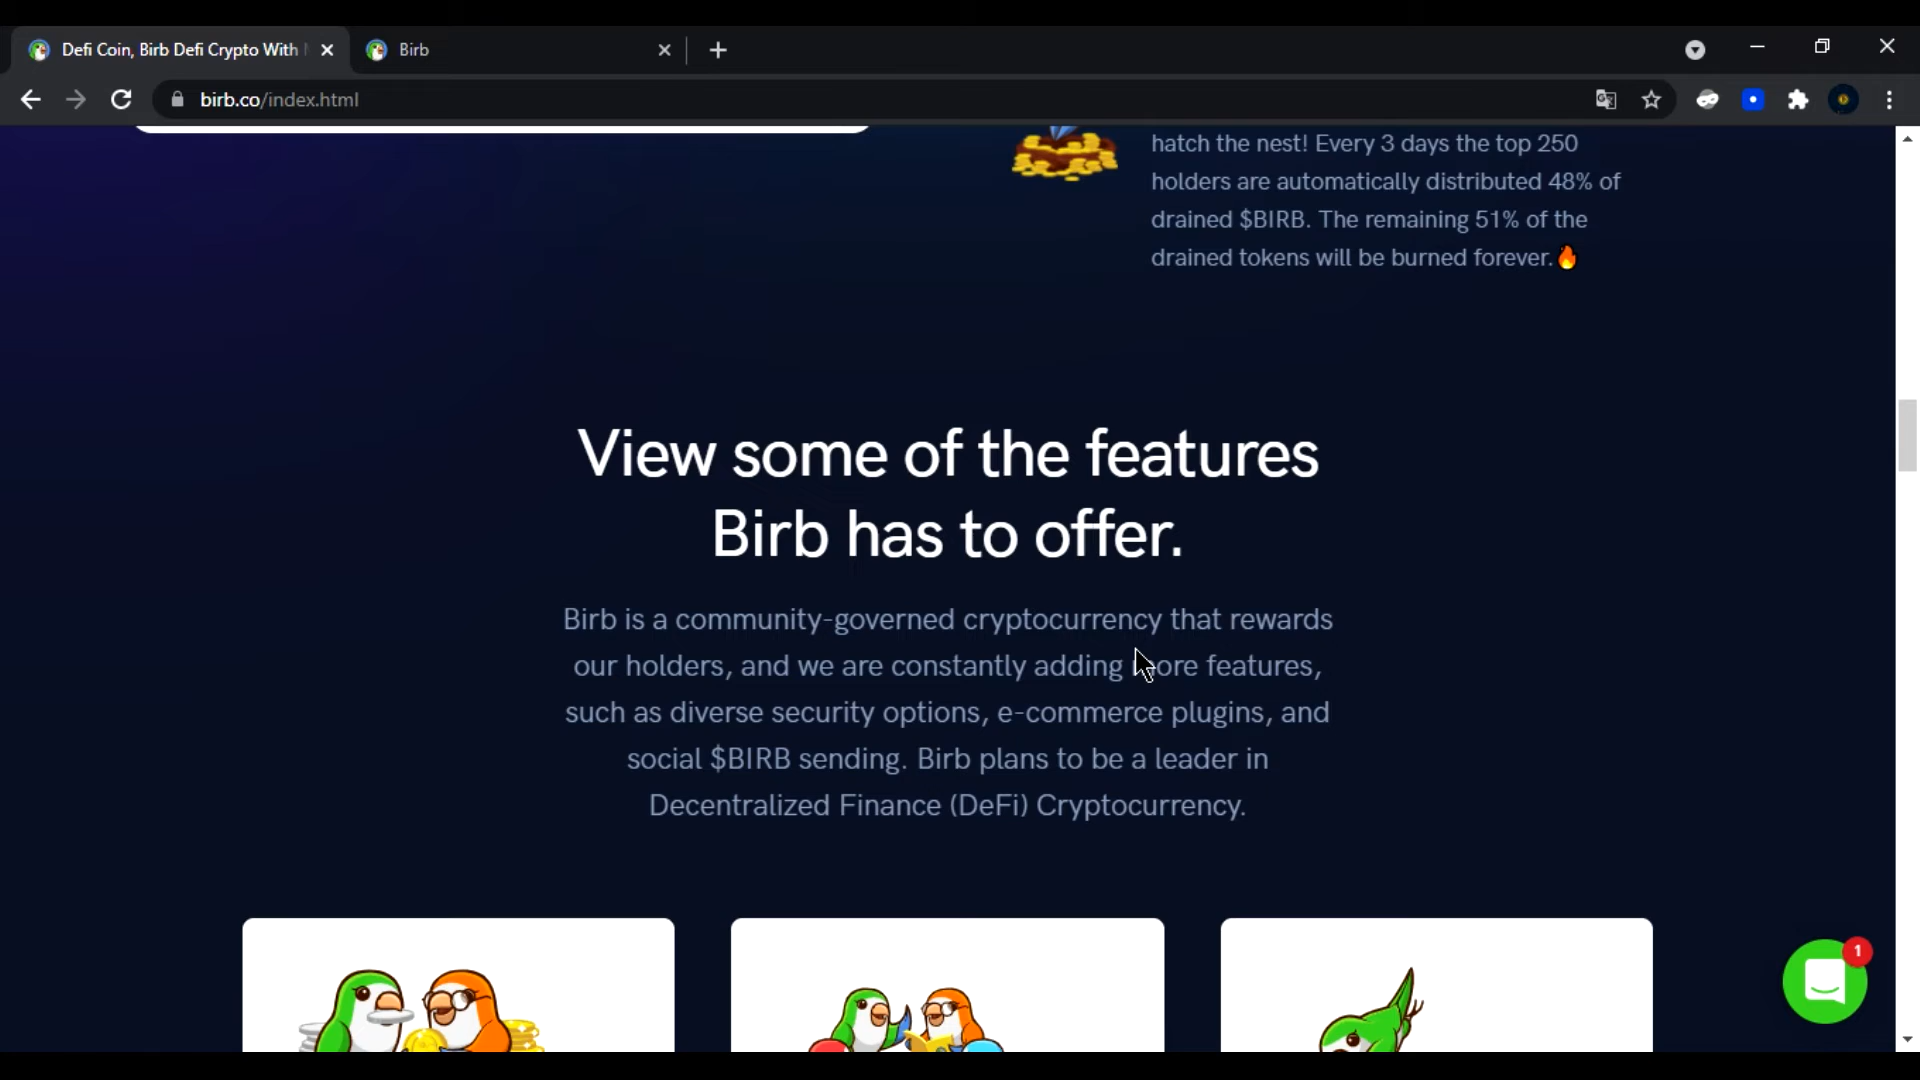 Defi Coin, Birb Defi Crypto With
Birb
birb.co/index.html
hatch the nest! Every 3 days the top 250
holders are automatically distributed 48% of
drained $BIRB. The remaining 51% of the
drained tokens will be burned forever.🔥
View some of the features
Birb has to offer.
Birb is a community-governed cryptocurrency that rewards
our holders, and we are constantly adding more features,
such as diverse security options, e-commerce plugins, and
social $BIRB sending. Birb plans to be a leader in
Decentralized Finance (DeFi) Cryptocurrency.
1